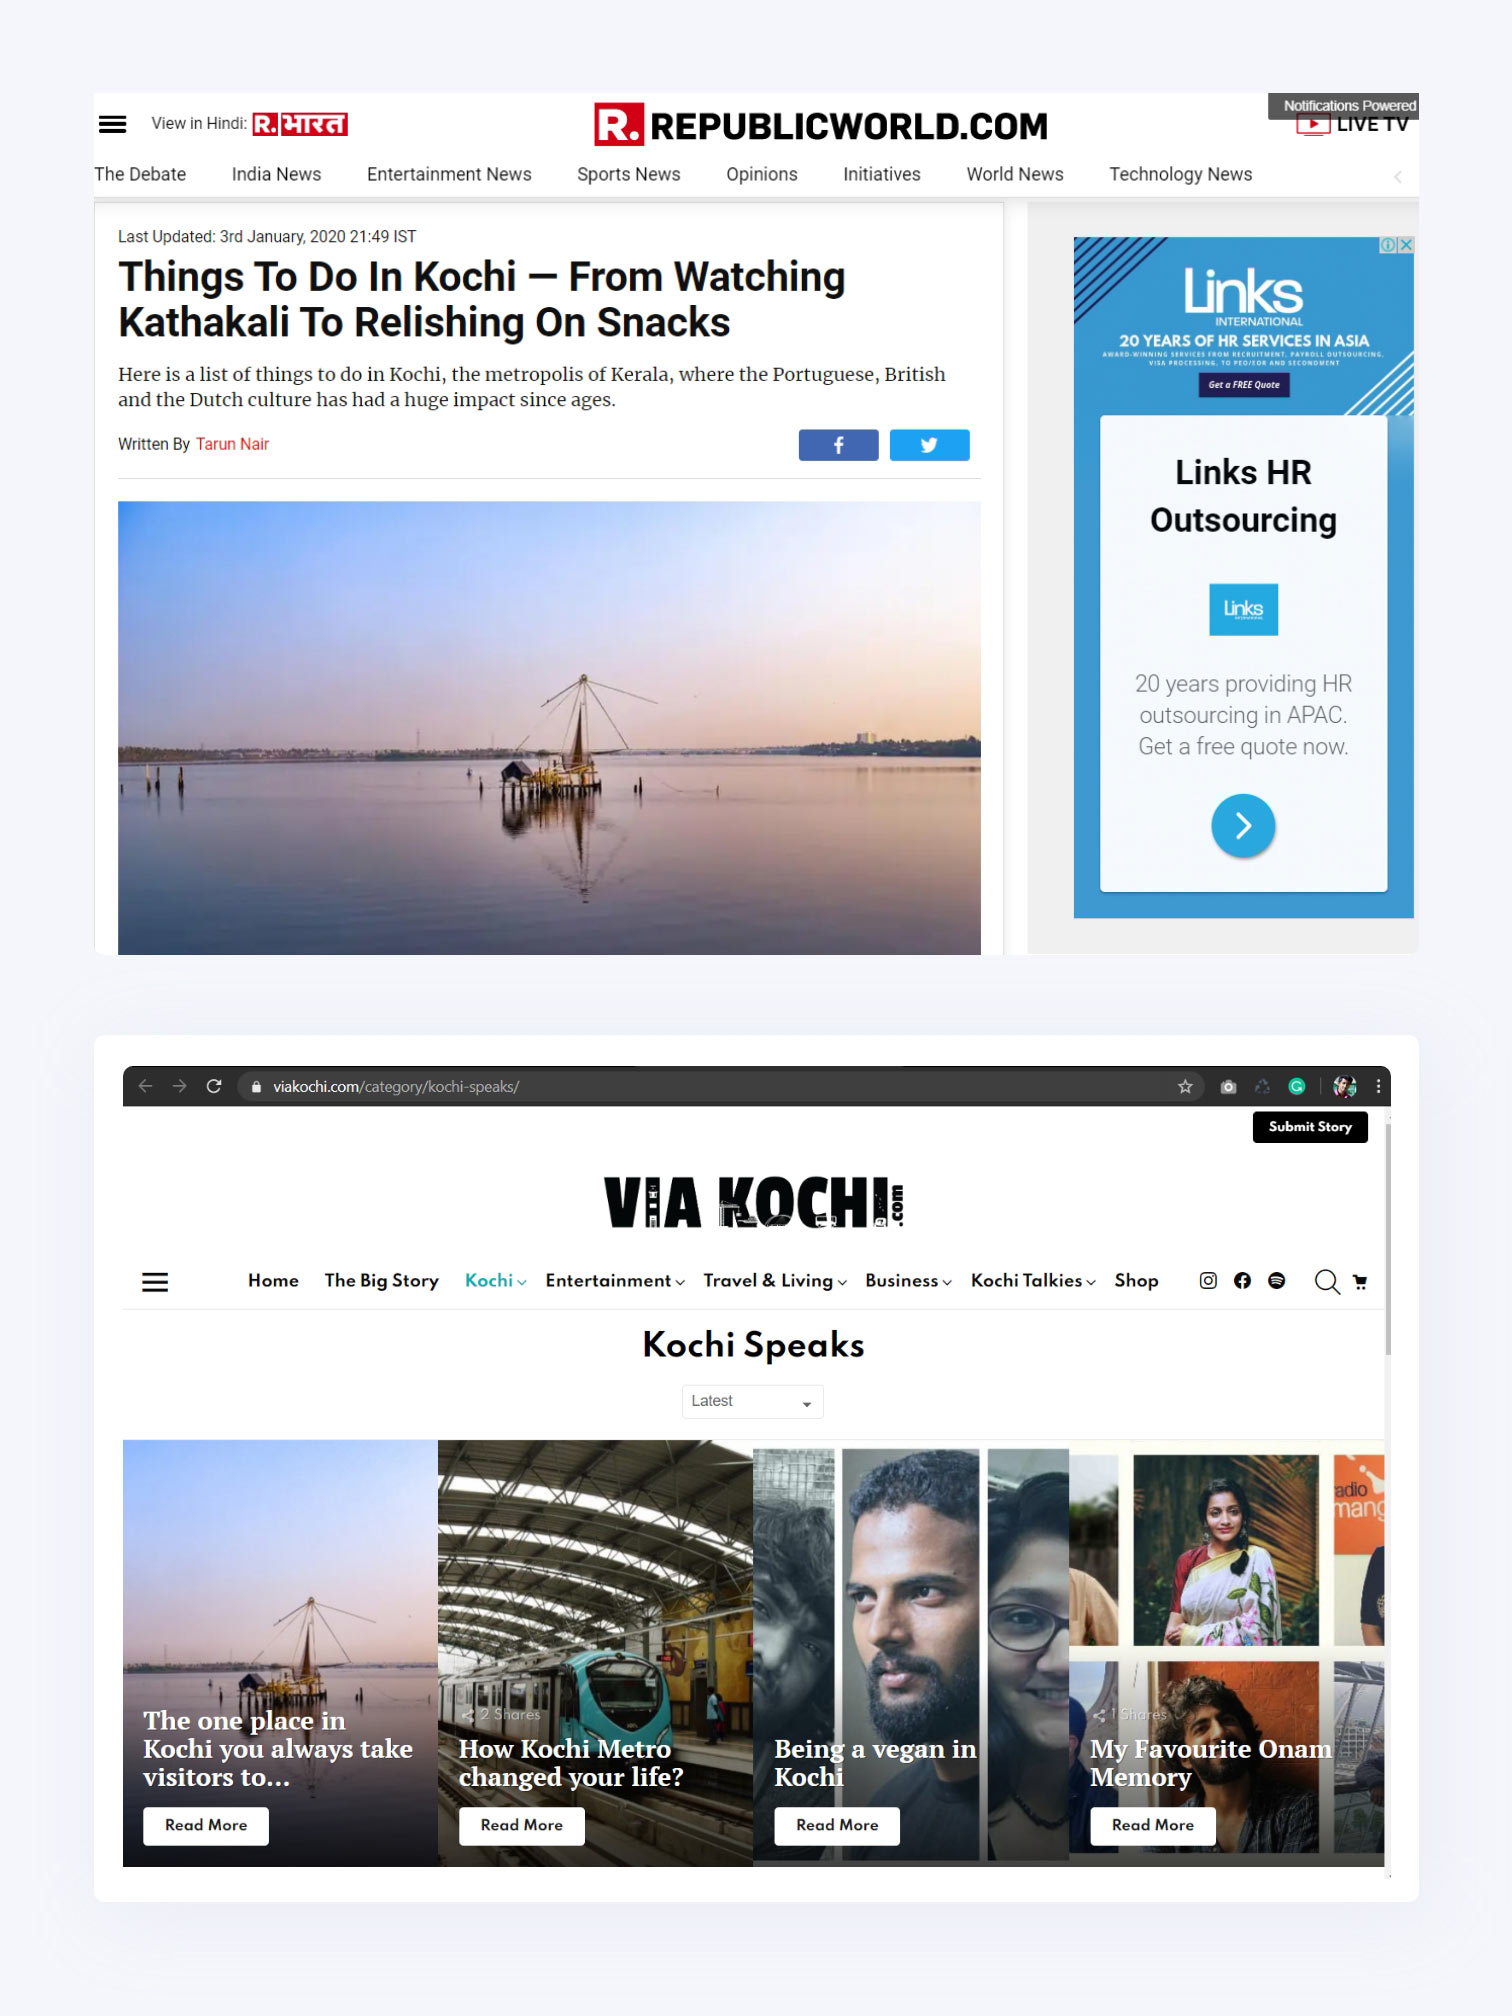 View in Hindi: R. भारत
R. REPUBLICWORLD.COM
Notifications Powered
LIVE TV
The Debate India News Entertainment News Sports News Opinions Initiatives World News Technology News
Last Updated: 3rd January, 2020 21:49 IST
Things To Do In Kochi — From Watching
Kathakali To Relishing On Snacks
Here is a list of things to do in Kochi, the metropolis of Kerala, where the Portuguese, British
and the Dutch culture has had a huge impact since ages.
Written By Tarun Nair
Links
INTERNATIONAL
20 YEARS OF HR SERVICES IN ASIA
AWARD-WINNING SERVICES FROM RECRUITMENT, PAYROLL OUTSOURCING,
VISA PROCESSING, TO PEO/EOR AND SECONDMENT
Get a FREE Quote
Links HR
Outsourcing
Links
INTERNATIONAL
20 years providing HR
outsourcing in APAC.
Get a free quote now.
viakochi.com/category/kochi-speaks/
Submit Story
VIA KOCHI.com
Home The Big Story Kochi Entertainment Travel & Living Business Kochi Talkies Shop
Kochi Speaks
Latest
The one place in
Kochi you always take
visitors to...
Read More
2 Shares
How Kochi Metro
changed your life?
Read More
Being a vegan in
Kochi
Read More
adio
mang
1 Shares
My Favourite Onam
Memory
Read More